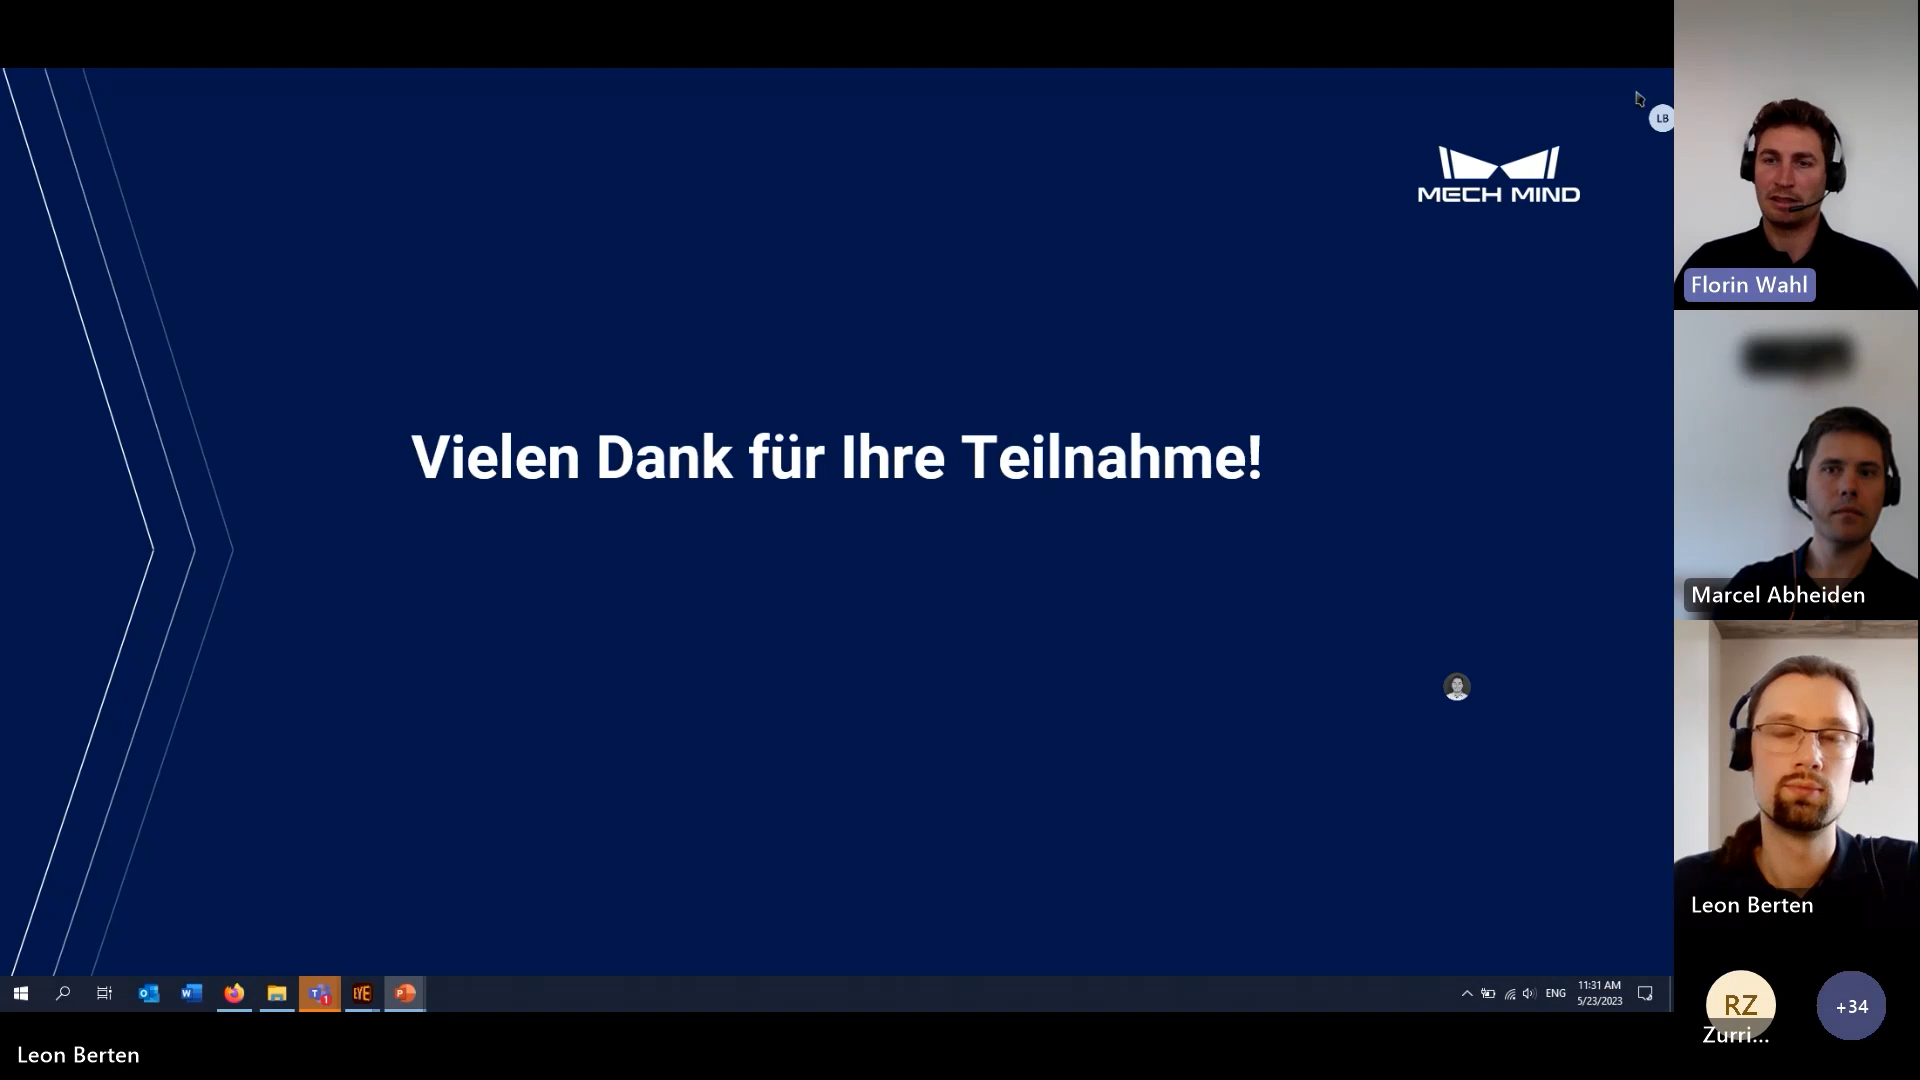 LB
MECH MIND
Florin Wahl
Vielen Dank für Ihre Teilnahme!
Marcel Abheiden
Leon Berten
EYE
ENG
11:31 AM
5/23/2023
RZ
Zurri...
+34
Leon Berten